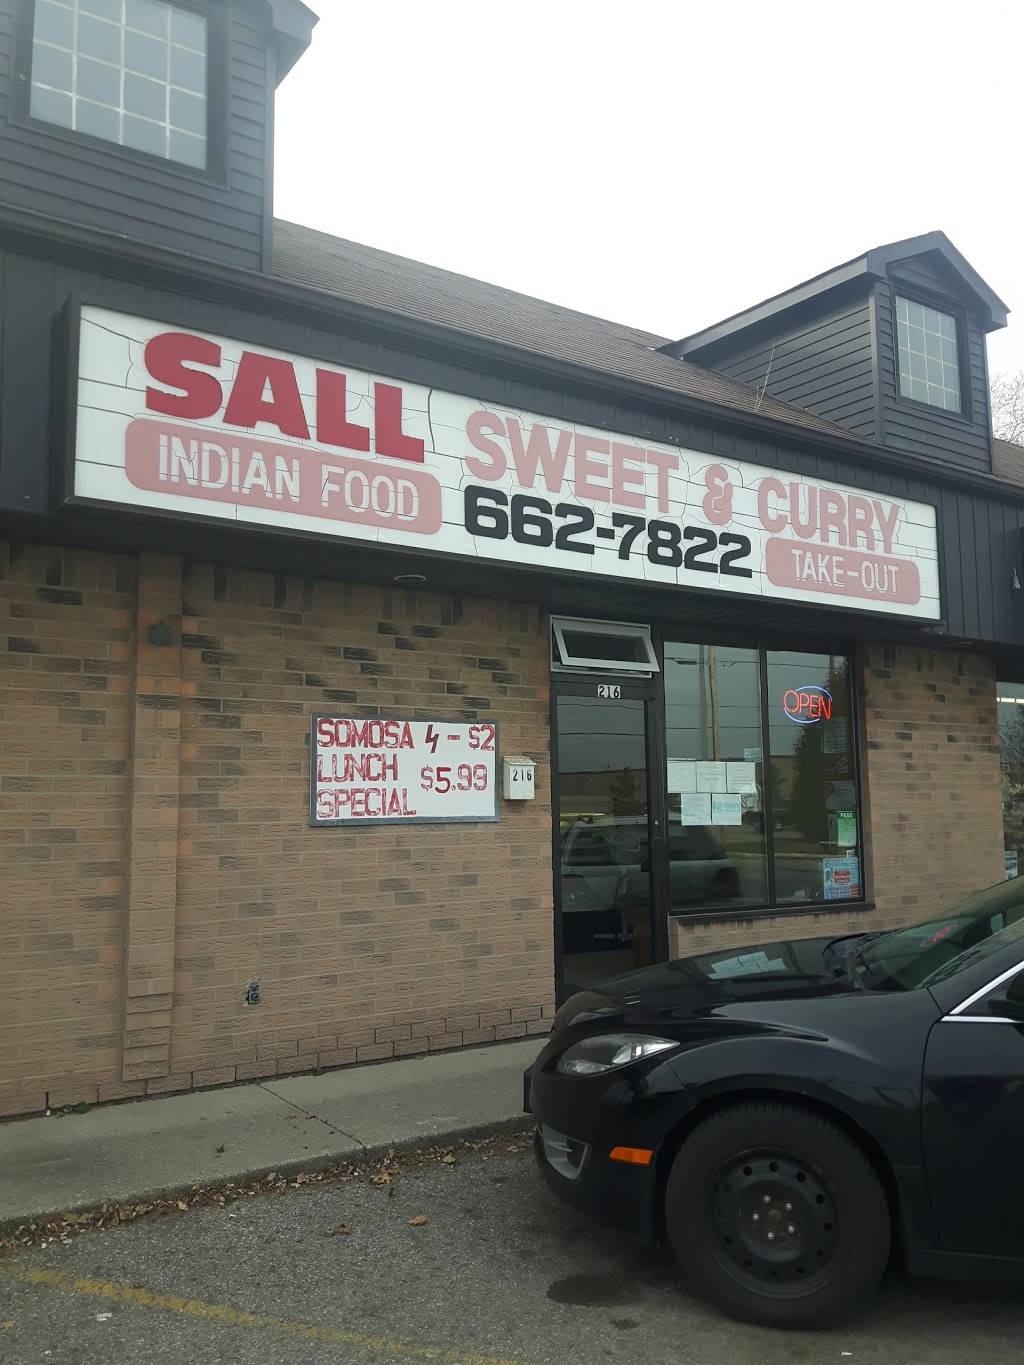 SALL SWEET & CURRY
INDIAN FOOD 662-7822 TAKE-OUT
216
OPEN
SOMOSA 4 - $2
LUNCH $5.99
SPECIAL
216
PASS